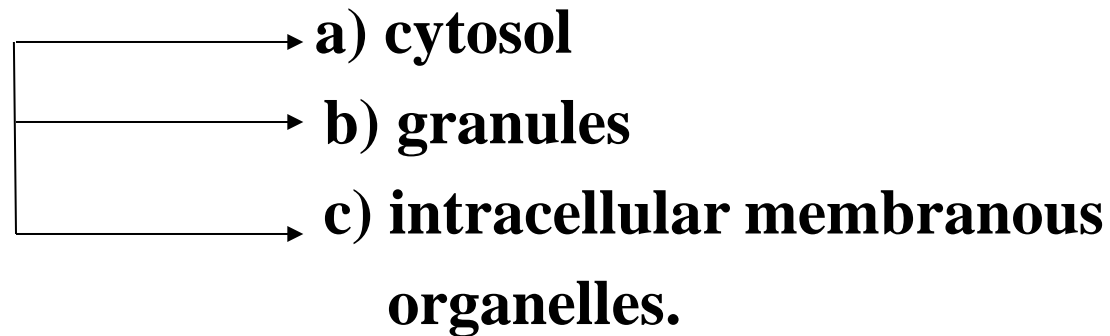 a) cytosol
b) granules
c) intracellular membranous
organelles.